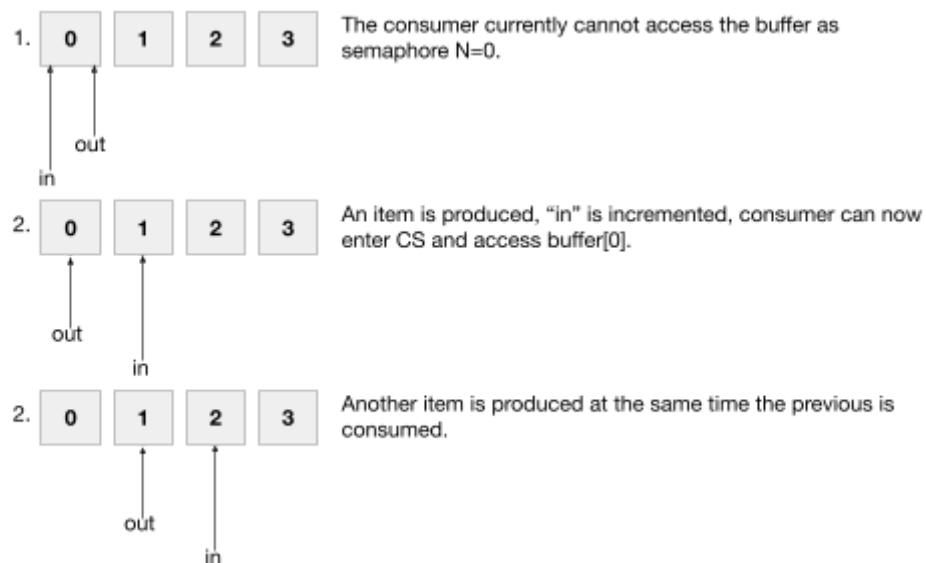 1. 0 1 2 3
The consumer currently cannot access the buffer as
semaphore N=0.
out
in
2. 0 1 2 3
An item is produced, “in” is incremented, consumer can now
enter CS and access buffer[0].
out
in
2. 0 1 2 3
Another item is produced at the same time the previous is
consumed.
out
in